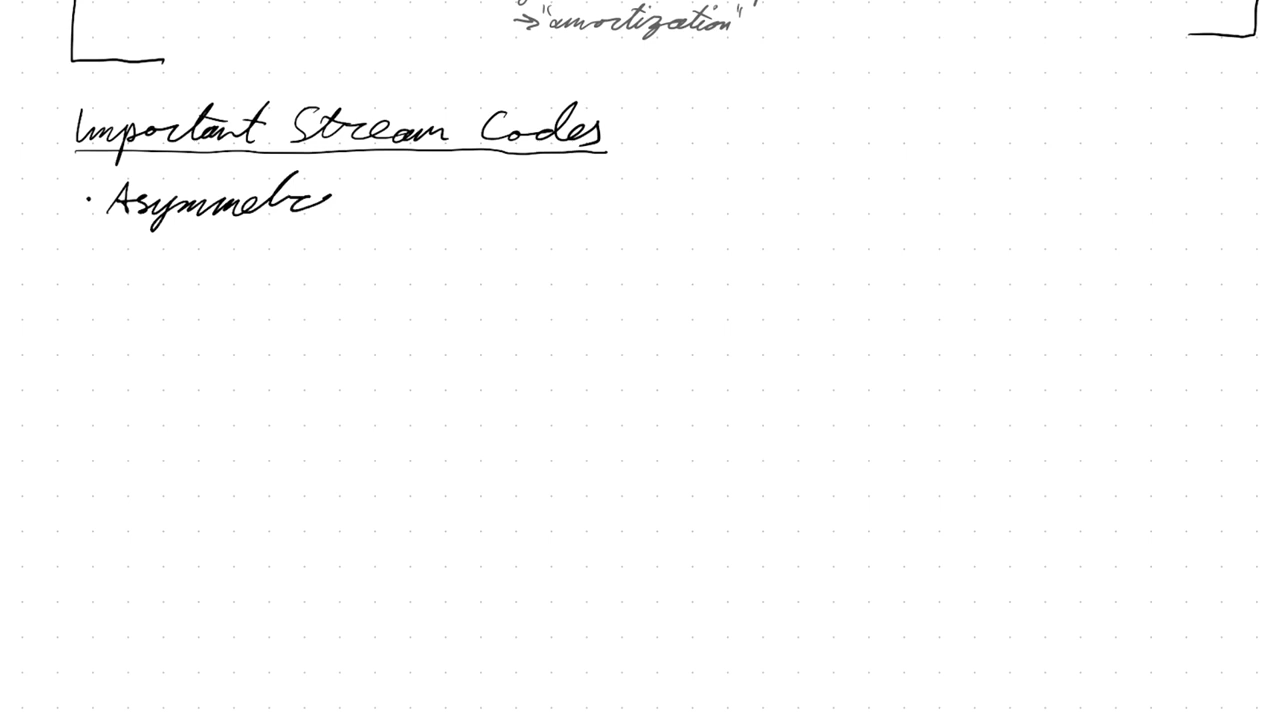 →"amortization"
Important Stream Codes
· Asymmetric